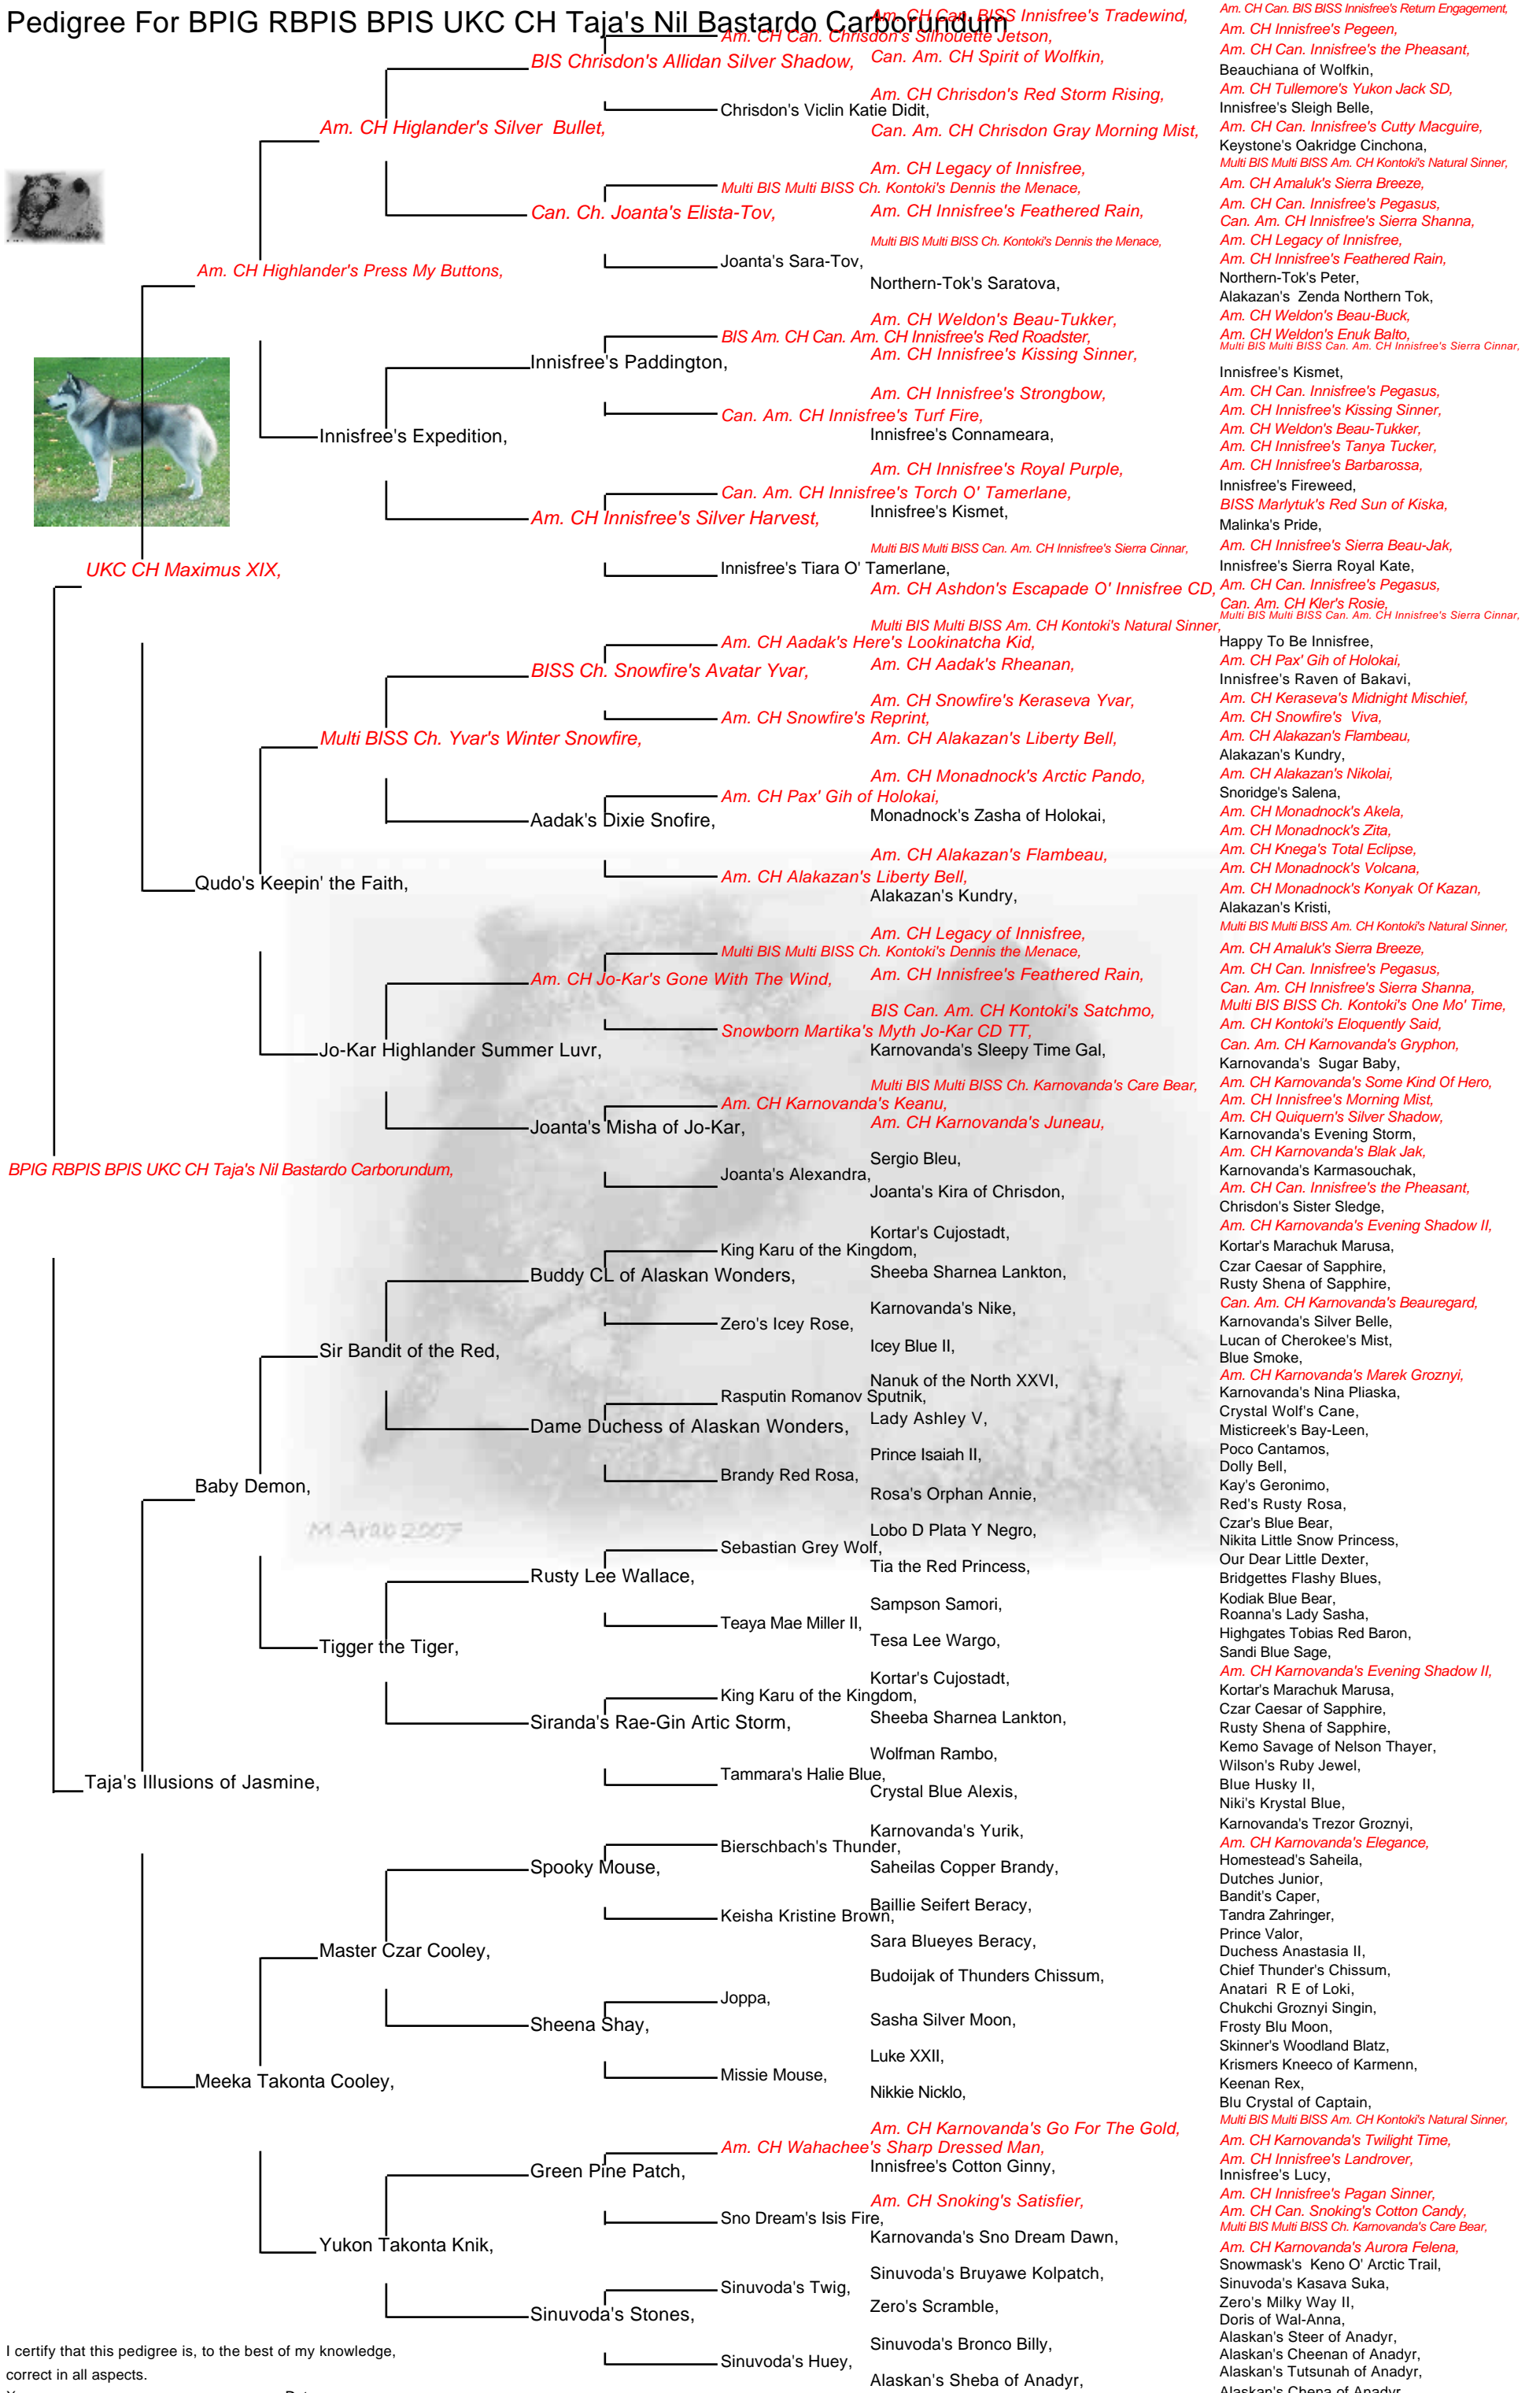 Pedigree For BPIG RBPIS BPIS UKC CH Taja's Nil Bastardo Carborundum
BPIG RBPIS BPIS UKC CH Taja's Nil Bastardo Carborundum,
UKC CH Maximus XIX,
Taja's Illusions of Jasmine,
Am. CH Highlander's Press My Buttons,
Qudo's Keepin' the Faith,
Baby Demon,
Meeka Takonta Cooley,
Am. CH Higlander's Silver Bullet,
Innisfree's Expedition,
Multi BISS Ch. Yvar's Winter Snowfire,
Jo-Kar Highlander Summer Luvr,
Sir Bandit of the Red,
Tigger the Tiger,
Master Czar Cooley,
Yukon Takonta Knik,
BIS Chrisdon's Allidan Silver Shadow,
Can. Ch. Joanta's Elista-Tov,
Innisfree's Paddington,
Am. CH Innisfree's Silver Harvest,
BISS Ch. Snowfire's Avatar Yvar,
Aadak's Dixie Snofire,
Am. CH Jo-Kar's Gone With The Wind,
Joanta's Misha of Jo-Kar,
Buddy CL of Alaskan Wonders,
Dame Duchess of Alaskan Wonders,
Rusty Lee Wallace,
Siranda's Rae-Gin Artic Storm,
Spooky Mouse,
Sheena Shay,
Green Pine Patch,
Sinuvoda's Stones,
Am. CH Can. Chrisdon's Silhouette Jetson,
Chrisdon's Viclin Katie Didit,
Multi BIS Multi BISS Ch. Kontoki's Dennis the Menace,
Joanta's Sara-Tov,
BIS Am. CH Can. Am. CH Innisfree's Red Roadster,
Can. Am. CH Innisfree's Turf Fire,
Can. Am. CH Innisfree's Torch O' Tamerlane,
Innisfree's Tiara O' Tamerlane,
Am. CH Aadak's Here's Lookinatcha Kid,
Am. CH Snowfire's Reprint,
Am. CH Pax' Gih of Holokai,
Am. CH Alakazan's Liberty Bell,
Multi BIS Multi BISS Ch. Kontoki's Dennis the Menace,
Snowborn Martika's Myth Jo-Kar CD TT,
Am. CH Karnovanda's Keanu,
Joanta's Alexandra,
King Karu of the Kingdom,
Zero's Icey Rose,
Rasputin Romanov Sputnik,
Brandy Red Rosa,
Sebastian Grey Wolf,
Teaya Mae Miller II,
King Karu of the Kingdom,
Tammara's Halie Blue,
Bierschbach's Thunder,
Keisha Kristine Brown,
Joppa,
Missie Mouse,
Am. CH Wahachee's Sharp Dressed Man,
Sno Dream's Isis Fire,
Sinuvoda's Twig,
Sinuvoda's Huey,
Am. CH Can. BISS Innisfree's Tradewind,
Can. Am. CH Spirit of Wolfkin,
Am. CH Chrisdon's Red Storm Rising,
Can. Am. CH Chrisdon Gray Morning Mist,
Am. CH Legacy of Innisfree,
Am. CH Innisfree's Feathered Rain,
Multi BIS Multi BISS Ch. Kontoki's Dennis the Menace,
Northern-Tok's Saratova,
Am. CH Weldon's Beau-Tukker,
Am. CH Innisfree's Kissing Sinner,
Am. CH Innisfree's Strongbow,
Innisfree's Connameara,
Am. CH Innisfree's Royal Purple,
Innisfree's Kismet,
Multi BIS Multi BISS Can. Am. CH Innisfree's Sierra Cinnar,
Am. CH Ashdon's Escapade O' Innisfree CD,
Multi BIS Multi BISS Am. CH Kontoki's Natural Sinner,
Am. CH Aadak's Rheanan,
Am. CH Snowfire's Keraseva Yvar,
Am. CH Alakazan's Liberty Bell,
Am. CH Monadnock's Arctic Pando,
Monadnock's Zasha of Holokai,
Am. CH Alakazan's Flambeau,
Alakazan's Kundry,
Am. CH Legacy of Innisfree,
Am. CH Innisfree's Feathered Rain,
BIS Can. Am. CH Kontoki's Satchmo,
Karnovanda's Sleepy Time Gal,
Multi BIS Multi BISS Ch. Karnovanda's Care Bear,
Am. CH Karnovanda's Juneau,
Sergio Bleu,
Joanta's Kira of Chrisdon,
Kortar's Cujostadt,
Sheeba Sharnea Lankton,
Karnovanda's Nike,
Icey Blue II,
Nanuk of the North XXVI,
Lady Ashley V,
Prince Isaiah II,
Rosa's Orphan Annie,
Lobo D Plata Y Negro,
Tia the Red Princess,
Sampson Samori,
Tesa Lee Wargo,
Kortar's Cujostadt,
Sheeba Sharnea Lankton,
Wolfman Rambo,
Crystal Blue Alexis,
Karnovanda's Yurik,
Saheilas Copper Brandy,
Baillie Seifert Beracy,
Sara Blueyes Beracy,
Budoijak of Thunders Chissum,
Sasha Silver Moon,
Luke XXII,
Nikkie Nicklo,
Am. CH Karnovanda's Go For The Gold,
Innisfree's Cotton Ginny,
Am. CH Snoking's Satisfier,
Karnovanda's Sno Dream Dawn,
Sinuvoda's Bruyawe Kolpatch,
Zero's Scramble,
Sinuvoda's Bronco Billy,
Alaskan's Sheba of Anadyr,
Am. CH Can. BIS BISS Innisfree's Return Engagement,
Am. CH Innisfree's Pegeen,
Am. CH Can. Innisfree's the Pheasant,
Beauchiana of Wolfkin,
Am. CH Tullemore's Yukon Jack SD,
Innisfree's Sleigh Belle,
Am. CH Can. Innisfree's Cutty Macguire,
Keystone's Oakridge Cinchona,
Multi BIS Multi BISS Am. CH Kontoki's Natural Sinner,
Am. CH Amaluk's Sierra Breeze,
Am. CH Can. Innisfree's Pegasus,
Can. Am. CH Innisfree's Sierra Shanna,
Am. CH Legacy of Innisfree,
Am. CH Innisfree's Feathered Rain,
Northern-Tok's Peter,
Alakazan's Zenda Northern Tok,
Am. CH Weldon's Beau-Buck,
Am. CH Weldon's Enuk Balto,
Multi BIS Multi BISS Can. Am. CH Innisfree's Sierra Cinnar,
Innisfree's Kismet,
Am. CH Can. Innisfree's Pegasus,
Am. CH Innisfree's Kissing Sinner,
Am. CH Weldon's Beau-Tukker,
Am. CH Innisfree's Tanya Tucker,
Am. CH Innisfree's Barbarossa,
Innisfree's Fireweed,
BISS Marlytuk's Red Sun of Kiska,
Malinka's Pride,
Am. CH Innisfree's Sierra Beau-Jak,
Innisfree's Sierra Royal Kate,
Am. CH Can. Innisfree's Pegasus,
Can. Am. CH Kler's Rosie,
Multi BIS Multi BISS Can. Am. CH Innisfree's Sierra Cinnar,
Happy To Be Innisfree,
Am. CH Pax' Gih of Holokai,
Innisfree's Raven of Bakavi,
Am. CH Keraseva's Midnight Mischief,
Am. CH Snowfire's Viva,
Am. CH Alakazan's Flambeau,
Alakazan's Kundry,
Am. CH Alakazan's Nikolai,
Snoridge's Salena,
Am. CH Monadnock's Akela,
Am. CH Monadnock's Zita,
Am. CH Knega's Total Eclipse,
Am. CH Monadnock's Volcana,
Am. CH Monadnock's Konyak Of Kazan,
Alakazan's Kristi,
Multi BIS Multi BISS Am. CH Kontoki's Natural Sinner,
Am. CH Amaluk's Sierra Breeze,
Am. CH Can. Innisfree's Pegasus,
Can. Am. CH Innisfree's Sierra Shanna,
Multi BIS BISS Ch. Kontoki's One Mo' Time,
Am. CH Kontoki's Eloquently Said,
Can. Am. CH Karnovanda's Gryphon,
Karnovanda's Sugar Baby,
Am. CH Karnovanda's Some Kind Of Hero,
Am. CH Innisfree's Morning Mist,
Am. CH Quiquern's Silver Shadow,
Karnovanda's Evening Storm,
Am. CH Karnovanda's Blak Jak,
Karnovanda's Karmasouchak,
Am. CH Can. Innisfree's the Pheasant,
Chrisdon's Sister Sledge,
Am. CH Karnovanda's Evening Shadow II,
Kortar's Marachuk Marusa,
Czar Caesar of Sapphire,
Rusty Shena of Sapphire,
Can. Am. CH Karnovanda's Beauregard,
Karnovanda's Silver Belle,
Lucan of Cherokee's Mist,
Blue Smoke,
Am. CH Karnovanda's Marek Groznyi,
Karnovanda's Nina Pliaska,
Crystal Wolf's Cane,
Misticreek's Bay-Leen,
Poco Cantamos,
Dolly Bell,
Kay's Geronimo,
Red's Rusty Rosa,
Czar's Blue Bear,
Nikita Little Snow Princess,
Our Dear Little Dexter,
Bridgettes Flashy Blues,
Kodiak Blue Bear,
Roanna's Lady Sasha,
Highgates Tobias Red Baron,
Sandi Blue Sage,
Am. CH Karnovanda's Evening Shadow II,
Kortar's Marachuk Marusa,
Czar Caesar of Sapphire,
Rusty Shena of Sapphire,
Kemo Savage of Nelson Thayer,
Wilson's Ruby Jewel,
Blue Husky II,
Niki's Krystal Blue,
Karnovanda's Trezor Groznyi,
Am. CH Karnovanda's Elegance,
Homestead's Saheila,
Dutches Junior,
Bandit's Caper,
Tandra Zahringer,
Prince Valor,
Duchess Anastasia II,
Chief Thunder's Chissum,
Anatari R E of Loki,
Chukchi Groznyi Singin,
Frosty Blu Moon,
Skinner's Woodland Blatz,
Krismers Kneeco of Karmenn,
Keenan Rex,
Blu Crystal of Captain,
Multi BIS Multi BISS Am. CH Kontoki's Natural Sinner,
Am. CH Karnovanda's Twilight Time,
Am. CH Innisfree's Landrover,
Innisfree's Lucy,
Am. CH Innisfree's Pagan Sinner,
Am. CH Can. Snoking's Cotton Candy,
Multi BIS Multi BISS Ch. Karnovanda's Care Bear,
Am. CH Karnovanda's Aurora Felena,
Snowmask's Keno O' Arctic Trail,
Sinuvoda's Kasava Suka,
Zero's Milky Way II,
Doris of Wal-Anna,
Alaskan's Steer of Anadyr,
Alaskan's Cheenan of Anadyr,
Alaskan's Tutsunah of Anadyr,
Alaskan's Chena of Anadyr,
M Arab 2007
I certify that this pedigree is, to the best of my knowledge,
correct in all aspects.